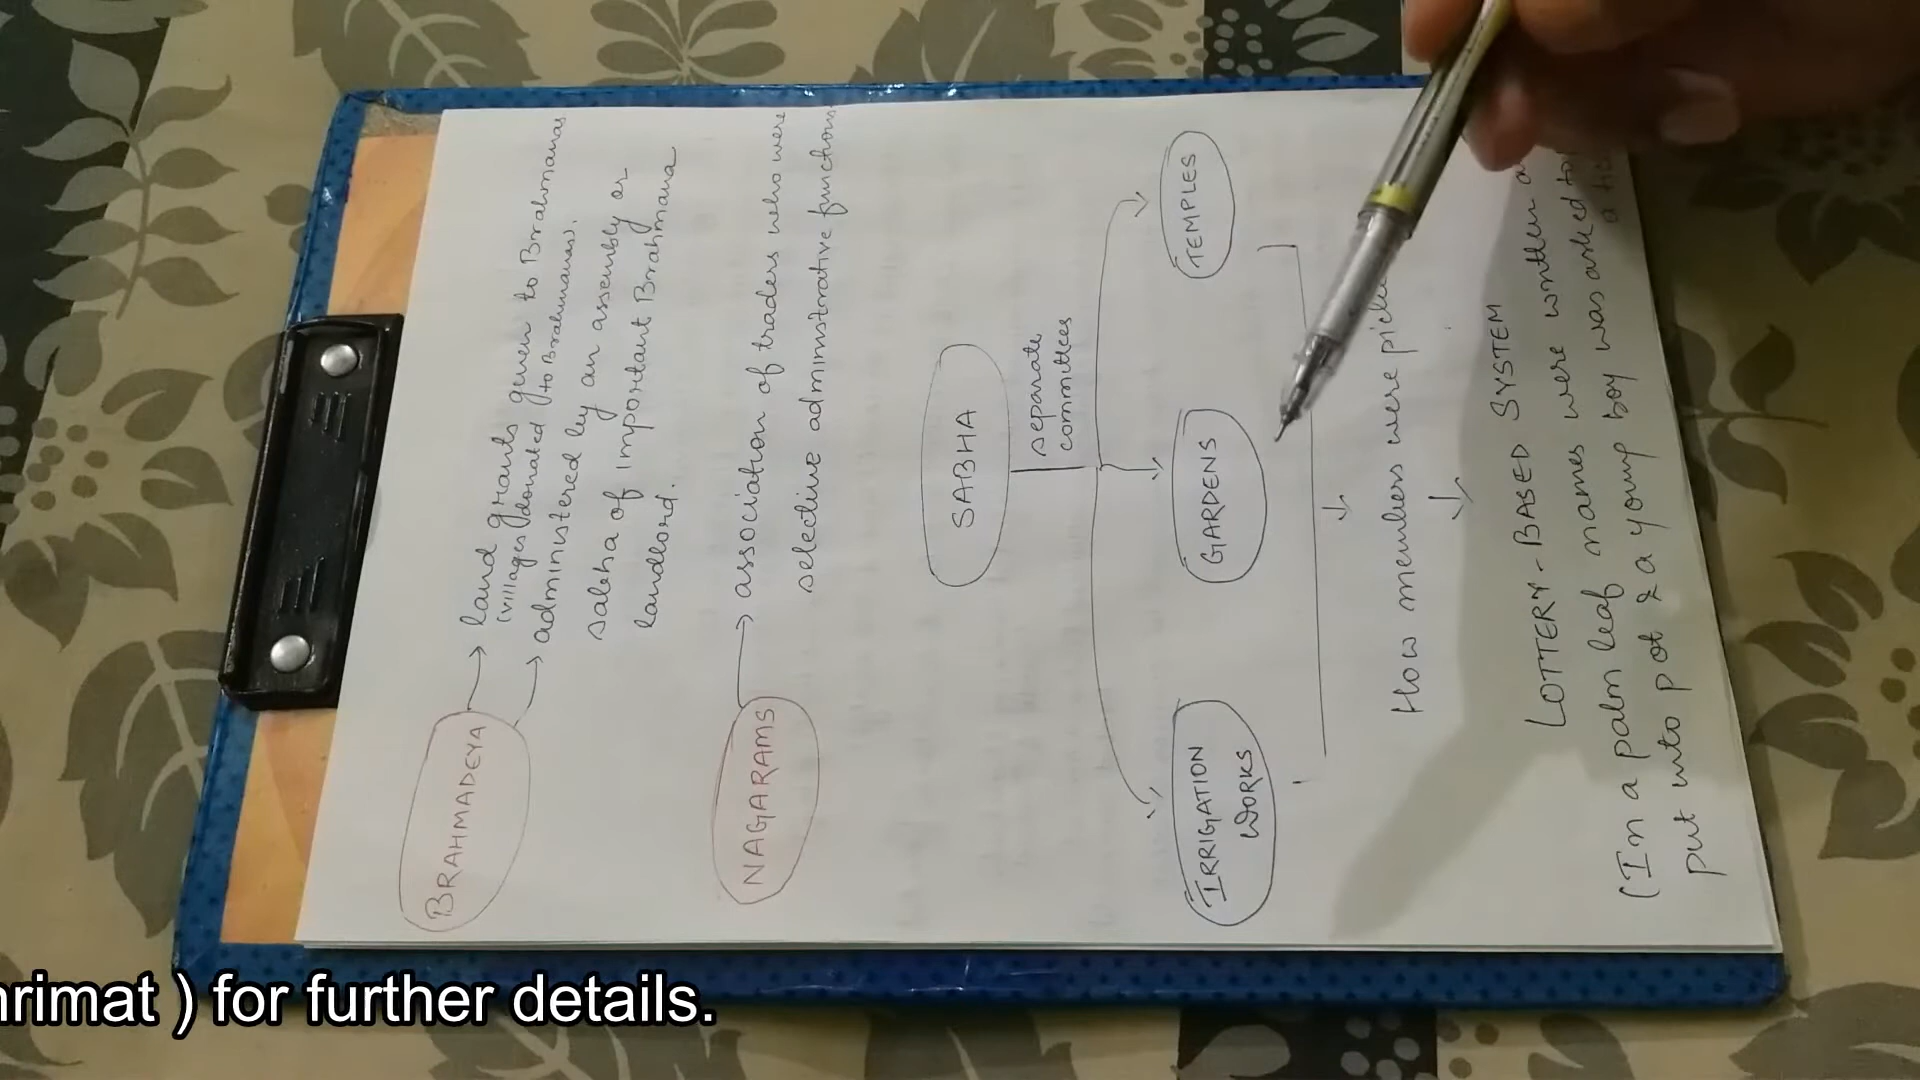 BRAHMADEYA
land grants given to Brahmanas
(villages donated to Brahmanas).
administered by an assembly or
sabha of important Brahmana
landlord.
NAGARAMS
association of traders who were
selective administrative functions
SABHA
separate
committees
IRRIGATION
WORKS
GARDENS
TEMPLES
How members were
LOTTERY-BASED SYSTEM
(In a palm leaf names were written
put into pot & a young boy was asked to
a
hrimat ) for further details.